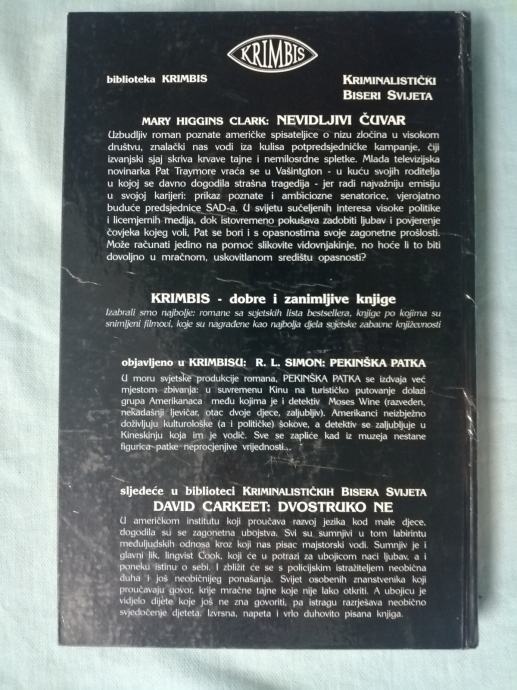 KRIMBIS
biblioteka KRIMBIS
KRIMINALISTIČKI
BISERI SVIJETA
MARY HIGGINS CLARK: NEVIDLJIVI ČUVAR
Uzbudljiv roman poznate američke spisateljice o nizu zločina u visokom
društvu, znalački nas vodi iza kulisa potpredsjedničke kampanje, čiji
izvanjski sjaj skriva krvave tajne i nemilosrdne spletke. Mlada televizijska
novinarka Pat Traymore vraća se u Vašintgton - u kuću svojih roditelja
u kojoj se davno dogodila strašna tragedija - jer radi najvažniju emisiju
u svojoj karijeri: prikaz poznate i ambiciozne senatorice, vjerojatno
buduće predsjednice SAD-a. U svijetu sučeljenih interesa visoke politike
i licemjernih medija, dok istovremeno pokušava zadobiti ljubav i povjerenje
čovjeka kojeg voli, Pat se bori i s opasnostima svoje zagonetne prošlosti.
Može računati jedino na pomoć slikovite vidovnjakinje, no hoće li to biti
dovoljno u mračnom, uskovitlanom središtu opasnosti?
KRIMBIS - dobre i zanimljive knjige
Izabrali smo najbolje: romane sa svjetskih lista bestsellera, knjige po kojima su
snimljeni filmovi, koje su nagrađene kao najbolja djela svjetske zabavne književnosti
objavljeno u KRIMBISU: R. L. SIMON: PEKINŠKA PATKA
U moru svjetske produkcije romana, PEKINŠKA PATKA se izdvaja već
mjestom zbivanja: u suvremenu Kinu na turističko putovanje dolazi
grupa Amerikanaca među kojima je i detektiv Moses Wine (razveden,
nekadašnji ljevičar, otac dvoje djece, zaljubljiv). Amerikanci neizbježno
doživljuju kulturološke (a i političke) šokove, a detektiv se zaljubljuje u
Kineskinju koja im je vodič. Sve se zapliće kad iz muzeja nestane
figurica patke neprocjenjive vrijednosti...
sljedeće u biblioteci KRIMINALISTIČKIH BISERA SVIJETA
DAVID CARKEET: DVOSTRUKO NE
U američkom institutu koji proučava razvoj jezika kod male djece,
dogodila su se zagonetna ubojstva. Svi su sumnjivi u tom labirintu
međuljudskih odnosa kroz koji nas pisac majstorski vodi. Sumnjiv je i
glavni lik, lingvist Cook, koji će u potrazi za ubojicom naci ljubav, a i
poneku istinu o sebi. I zbližit će se s policijskim istražiteljem neobična
duha i još neobičnijeg ponašanja. Svijet osobenih znanstvenika koji
proučavaju govor, krije mračne tajne koje nije lako otkriti. A ubojicu je
vidjelo dijete koje još ne zna govoriti, pa istragu razrješava neobično
svjedočenje djeteta. Izvrsna, napeta i vrlo duhovito pisana knjiga.